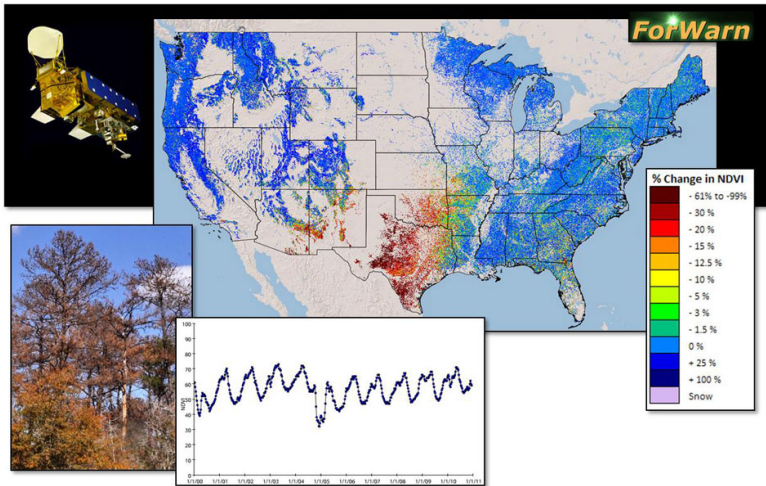 ForWarn
% Change in NDVI
- 61% to -99%
- 30 %
- 20 %
- 15 %
- 12.5 %
- 10 %
- 5 %
- 3 %
- 1.5 %
0 %
+ 25 %
+ 100 %
Snow
100
90
80
70
60
50
40
30
20
10
0
NDVI
1/1/00 1/1/01 1/1/02 1/1/03 1/1/04 1/1/05 1/1/06 1/1/07 1/1/08 1/1/09 1/1/10 1/1/11